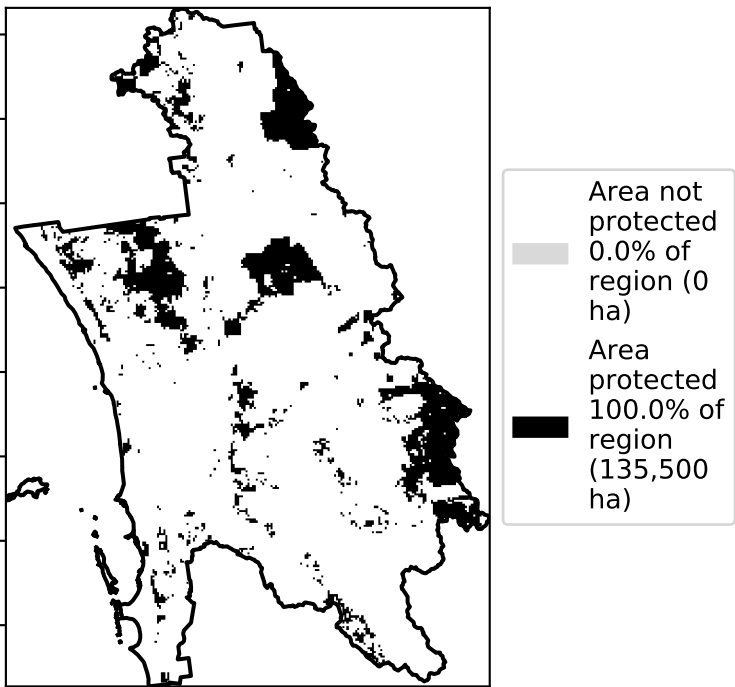 Area not
protected
0.0% of
region (0
ha)
Area
protected
100.0% of
region
(135,500
ha)